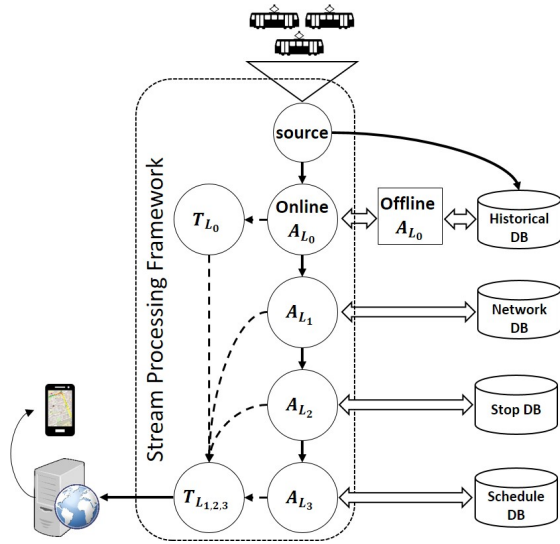 source
Stream Processing Framework
T_{L_0}
Online
A_{L_0}
Offline
A_{L_0}
Historical
DB
A_{L_1}
Network
DB
A_{L_2}
Stop DB
T_{L_{1,2,3}}
A_{L_3}
Schedule
DB